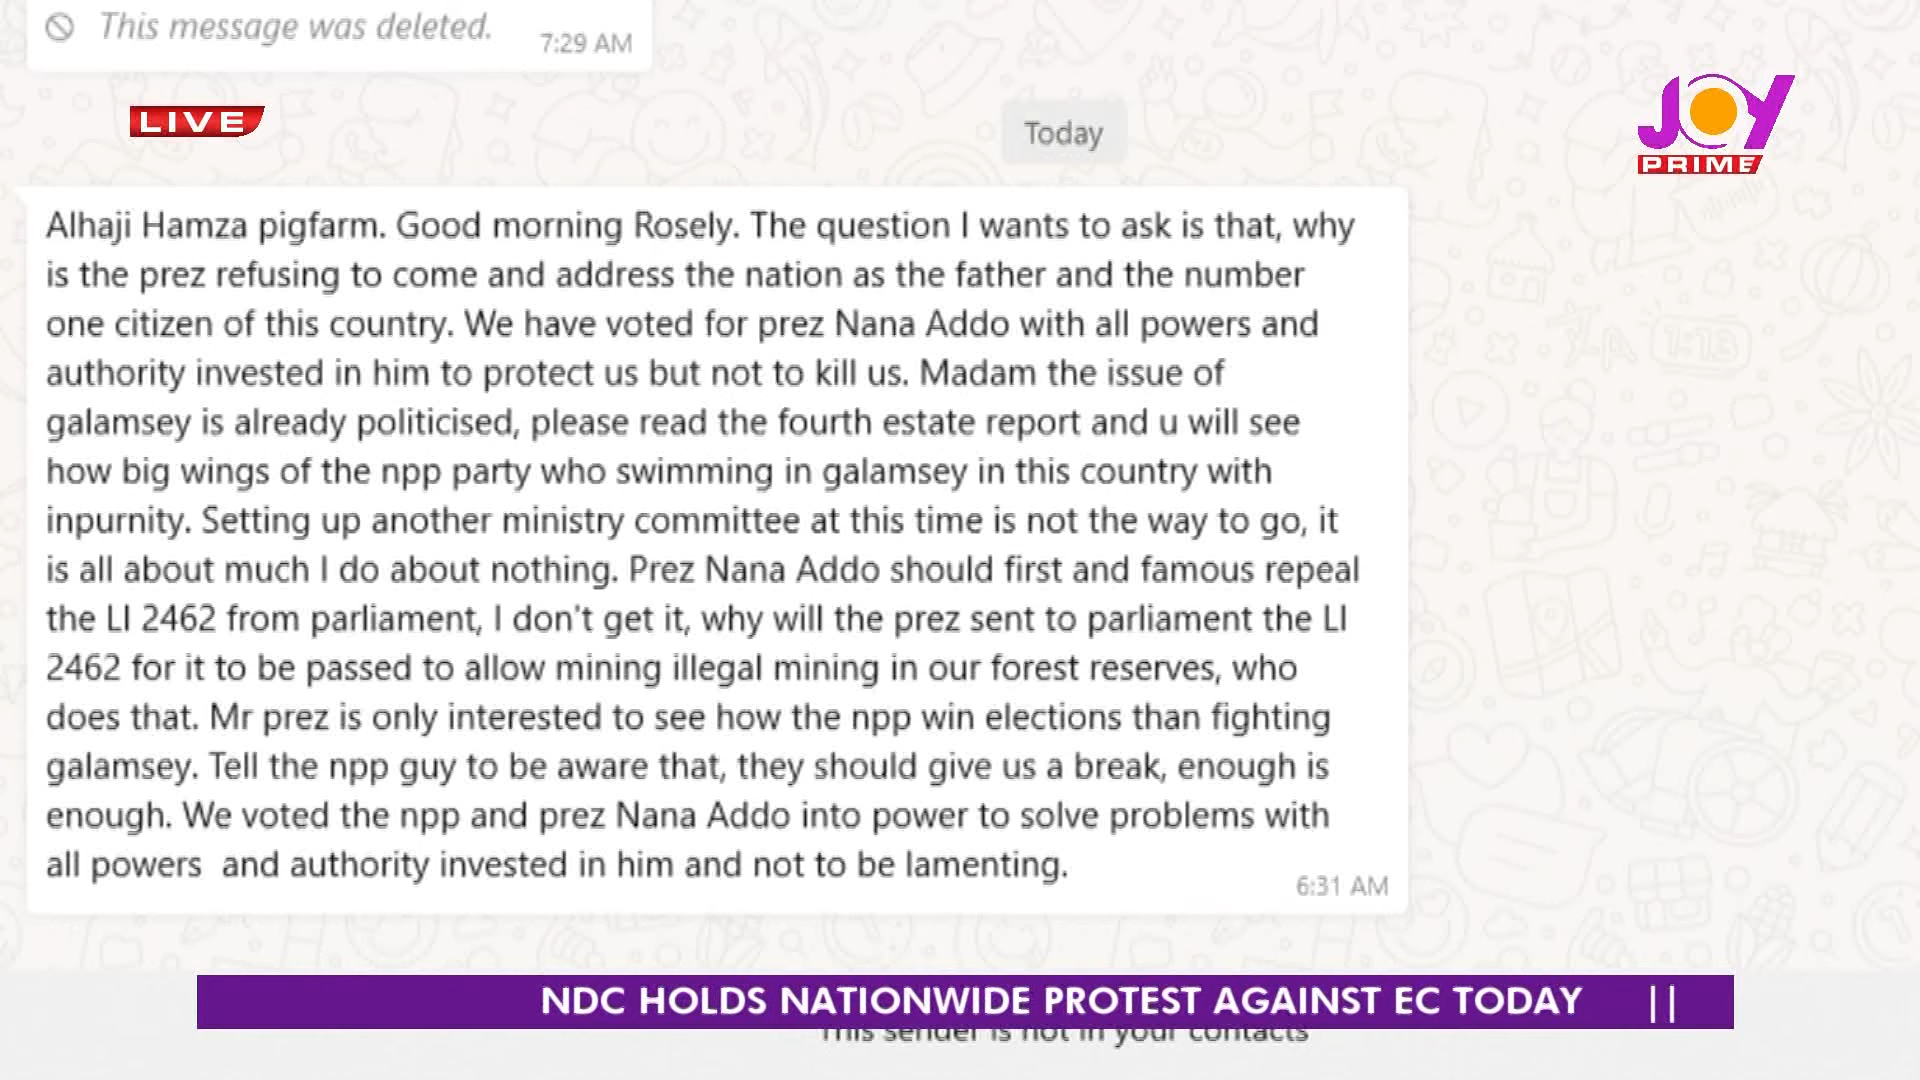 This message was deleted.
7:29 AM
LIVE
Today
JOY
PRIME
Alhaji Hamza pigfarm. Good morning Rosely. The question I wants to ask is that, why
is the prez refusing to come and address the nation as the father and the number
one citizen of this country. We have voted for prez Nana Addo with all powers and
authority invested in him to protect us but not to kill us. Madam the issue of
galamsey is already politicised, please read the fourth estate report and u will see
how big wings of the npp party who swimming in galamsey in this country with
inpurnity. Setting up another ministry committee at this time is not the way to go, it
is all about much I do about nothing. Prez Nana Addo should first and famous repeal
the LI 2462 from parliament, I don't get it, why will the prez sent to parliament the LI
2462 for it to be passed to allow mining illegal mining in our forest reserves, who
does that. Mr prez is only interested to see how the npp win elections than fighting
galamsey. Tell the npp guy to be aware that, they should give us a break, enough is
enough. We voted the npp and prez Nana Addo into power to solve problems with
all powers  and authority invested in him and not to be lamenting.
6:31 AM
NDC HOLDS NATIONWIDE PROTEST AGAINST EC TODAY ||
This sender is not in your contacts